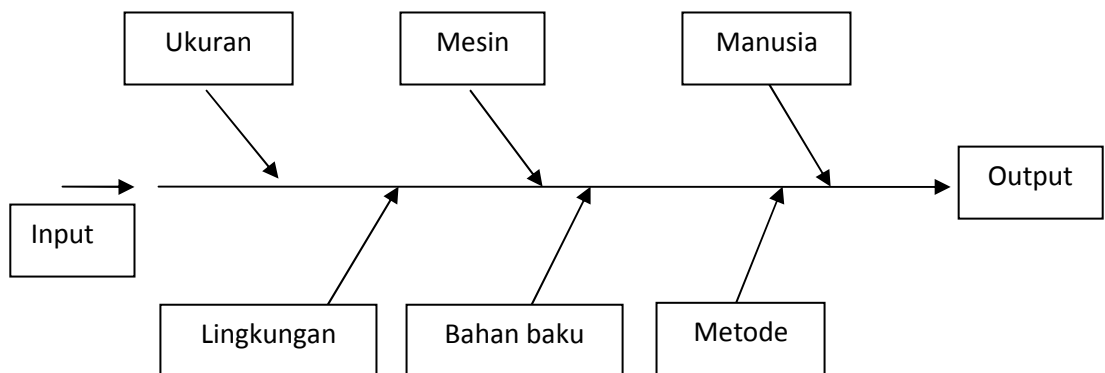 Ukuran
Mesin
Manusia
Output
Input
Lingkungan
Bahan baku
Metode